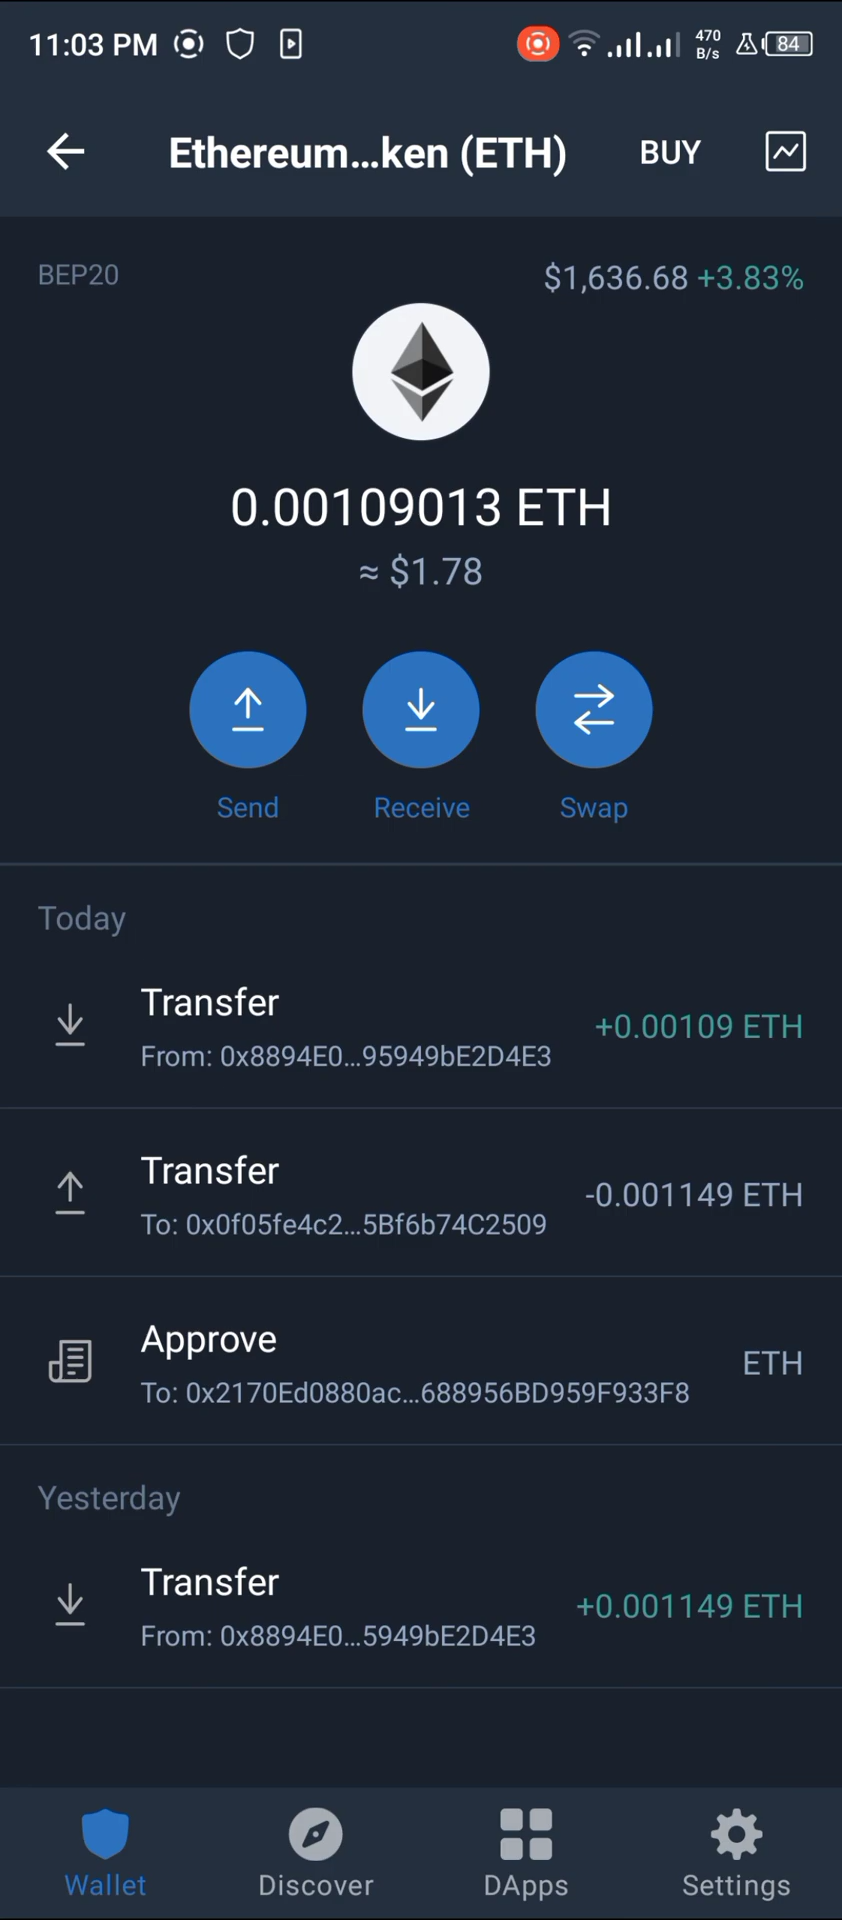 11:03 PM
470
B/s
84
Ethereum...ken (ETH)
BUY
BEP20
$1,636.68 +3.83%
0.00109013 ETH
≈ $1.78
Send
Receive
Swap
Today
Transfer
+0.00109 ETH
From: 0x8894E0...95949bE2D4E3
Transfer
-0.001149 ETH
To: 0x0f05fe4c2...5Bf6b74C2509
Approve
ETH
To: 0x2170Ed0880ac...688956BD959F933F8
Yesterday
Transfer
+0.001149 ETH
From: 0x8894E0...5949bE2D4E3
Wallet
Discover
DApps
Settings